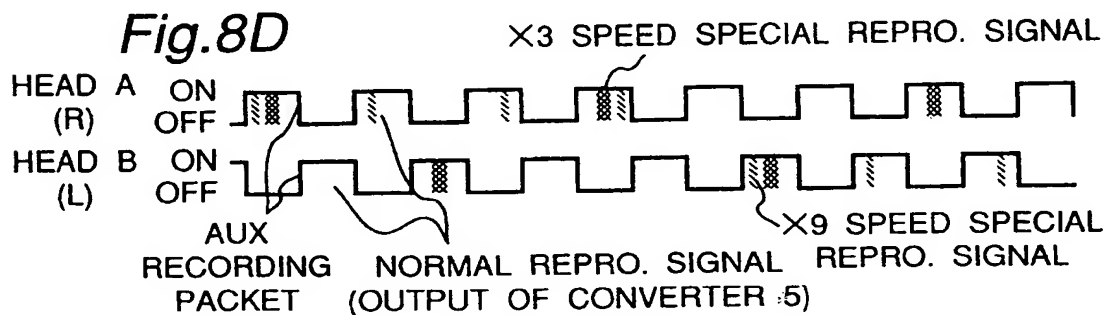 Fig.8D
×3 SPEED SPECIAL REPRO. SIGNAL
HEAD A ON
(R) OFF
HEAD B ON
(L) OFF
AUX
RECORDING
PACKET
NORMAL REPRO. SIGNAL
(OUTPUT OF CONVERTER 5)
×9 SPEED SPECIAL
REPRO. SIGNAL